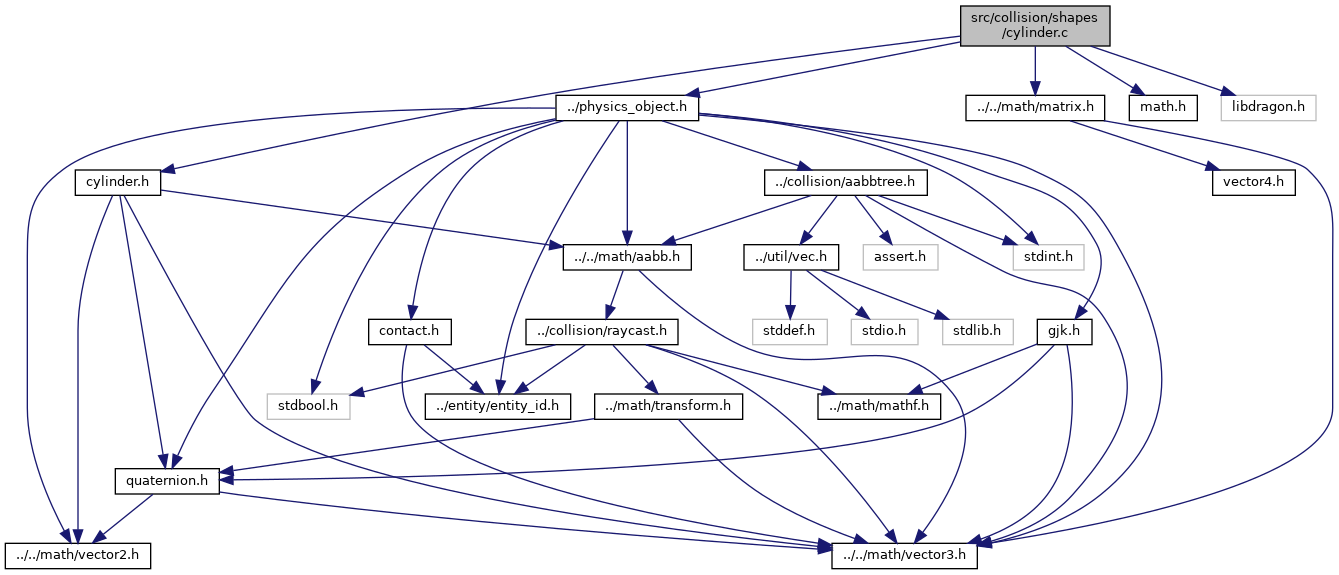 src/collision/shapes
/cylinder.c
../physics_object.h
../../math/matrix.h
math.h
libdragon.h
cylinder.h
../collision/aabbtree.h
vector4.h
../../math/aabb.h
../util/vec.h
assert.h
stdint.h
contact.h
../collision/raycast.h
stddef.h
stdio.h
stdlib.h
gjk.h
stdbool.h
../entity/entity_id.h
../math/transform.h
../math/mathf.h
quaternion.h
../../math/vector2.h
../../math/vector3.h